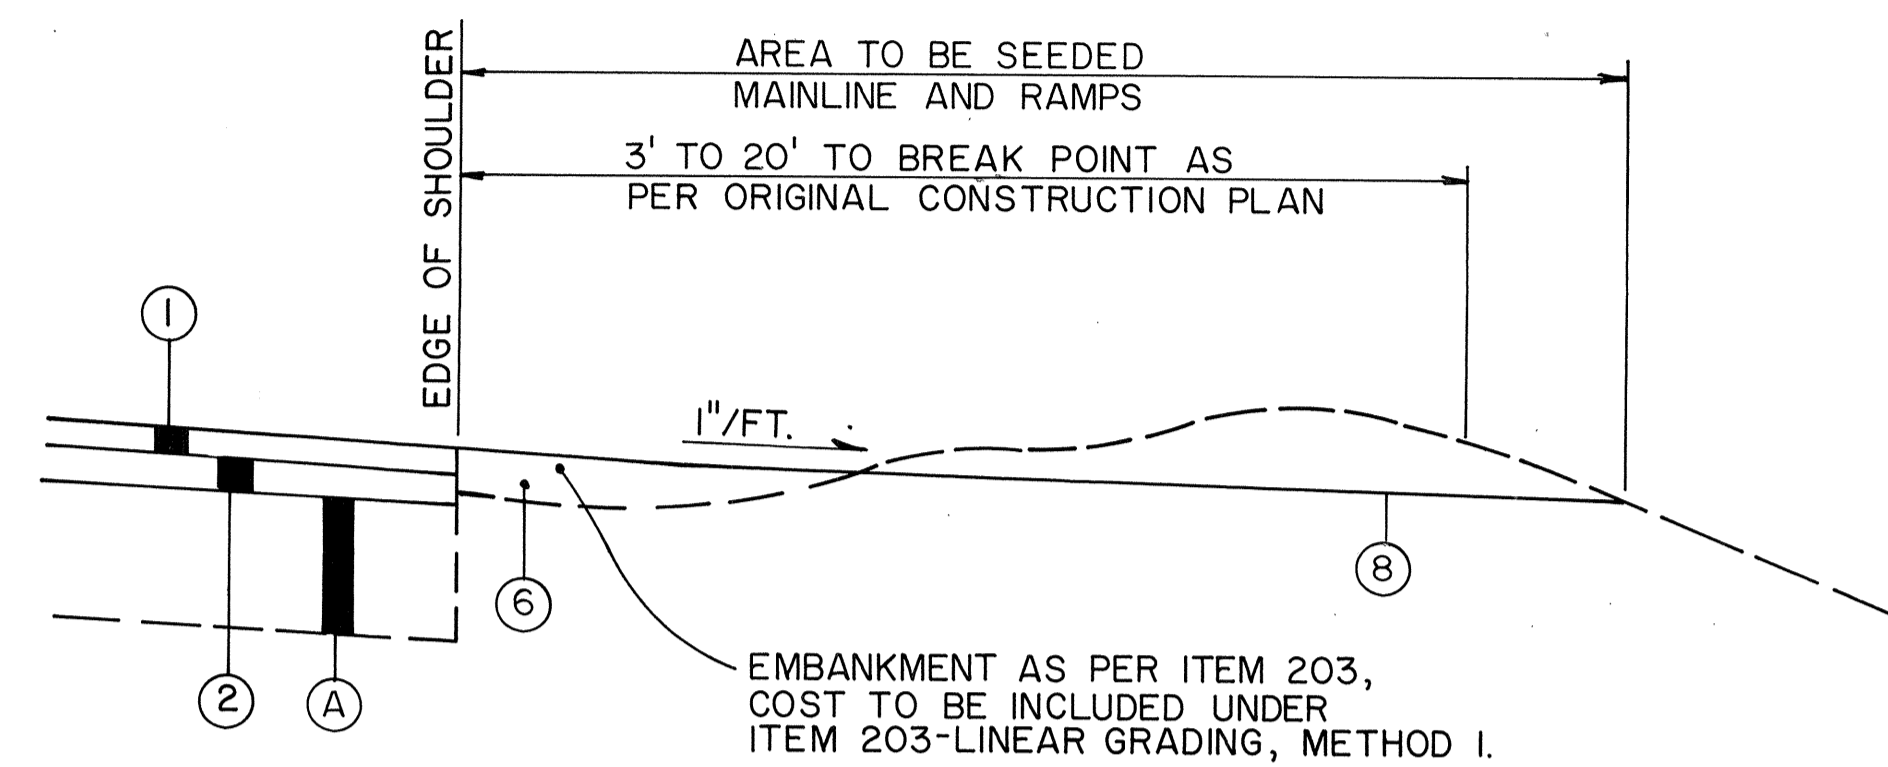 AREA TO BE SEEDED
MAINLINE AND RAMPS
3' TO 20' TO BREAK POINT AS
PER ORIGINAL CONSTRUCTION PLAN
EDGE OF SHOULDER
1
1"/FT.
8
6
2
A
EMBANKMENT AS PER ITEM 203,
COST TO BE INCLUDED UNDER
ITEM 203-LINEAR GRADING, METHOD 1.